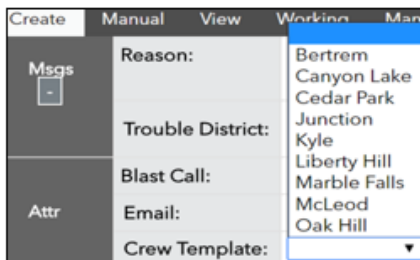 Create Manual View Working Man
Msgs
-
Reason:
Trouble District:
Blast Call:
Attr
Email:
Crew Template:
Bertrem
Canyon Lake
Cedar Park
Junction
Kyle
Liberty Hill
Marble Falls
McLeod
Oak Hill